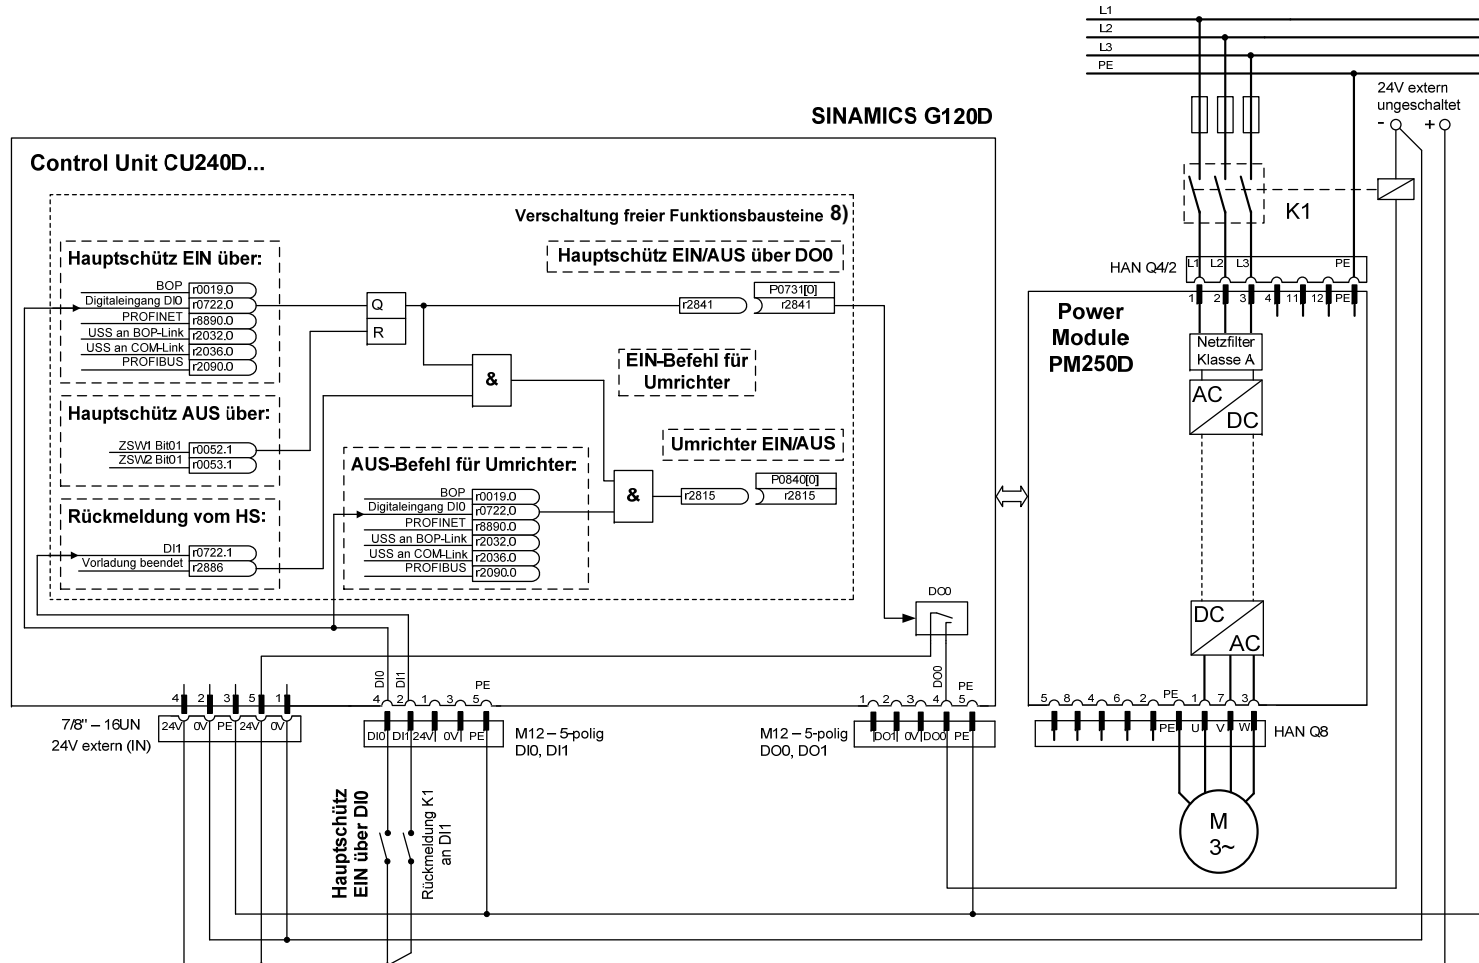 L1
L2
L3
PE
24V extern
ungeschaltet
- +
SINAMICS G120D
Control Unit CU240D...
Verschaltung freier Funktionsbausteine 8)
K1
Hauptschütz EIN über:
BOP r0019.0
Digitaleingang DI0 r0722.0
PROFINET r8890.0
USS an BOP-Link r2032.0
USS an COM-Link r2036.0
PROFIBUS r2090.0
Q
R
Hauptschütz EIN/AUS über DO0
r2841
P0731[0]
r2841
&
EIN-Befehl für
Umrichter
Hauptschütz AUS über:
ZSW1 Bit01 r0052.1
ZSW2 Bit01 r0053.1
Umrichter EIN/AUS
AUS-Befehl für Umrichter:
BOP r0019.0
Digitaleingang DI0 r0722.0
PROFINET r8890.0
USS an BOP-Link r2032.0
USS an COM-Link r2036.0
PROFIBUS r2090.0
&
r2815
P0840[0]
r2815
Rückmeldung vom HS:
DI1 r0722.1
Vorladung beendet r2886
HAN Q4/2
L1 L2 L3 PE
1 2 3 4 11 12 PE
Power
Module
PM250D
Netzfilter
Klasse A
AC
DC
DC
AC
DO0
DI0
DI1
DO0
4 2 3 5 1
24V 0V PE 24V 0V
7/8" – 16UN
24V extern (IN)
PE
4 2 1 3 5
DI0 DI1 24V 0V PE
M12 – 5-polig
DI0, DI1
PE
1 2 3 4 5
DO1 0V DO0 PE
M12 – 5-polig
DO0, DO1
5 8 4 6 2 PE 1 7 3
PE U V W
HAN Q8
Hauptschütz
EIN über DI0
Rückmeldung K1
an DI1
M
3~